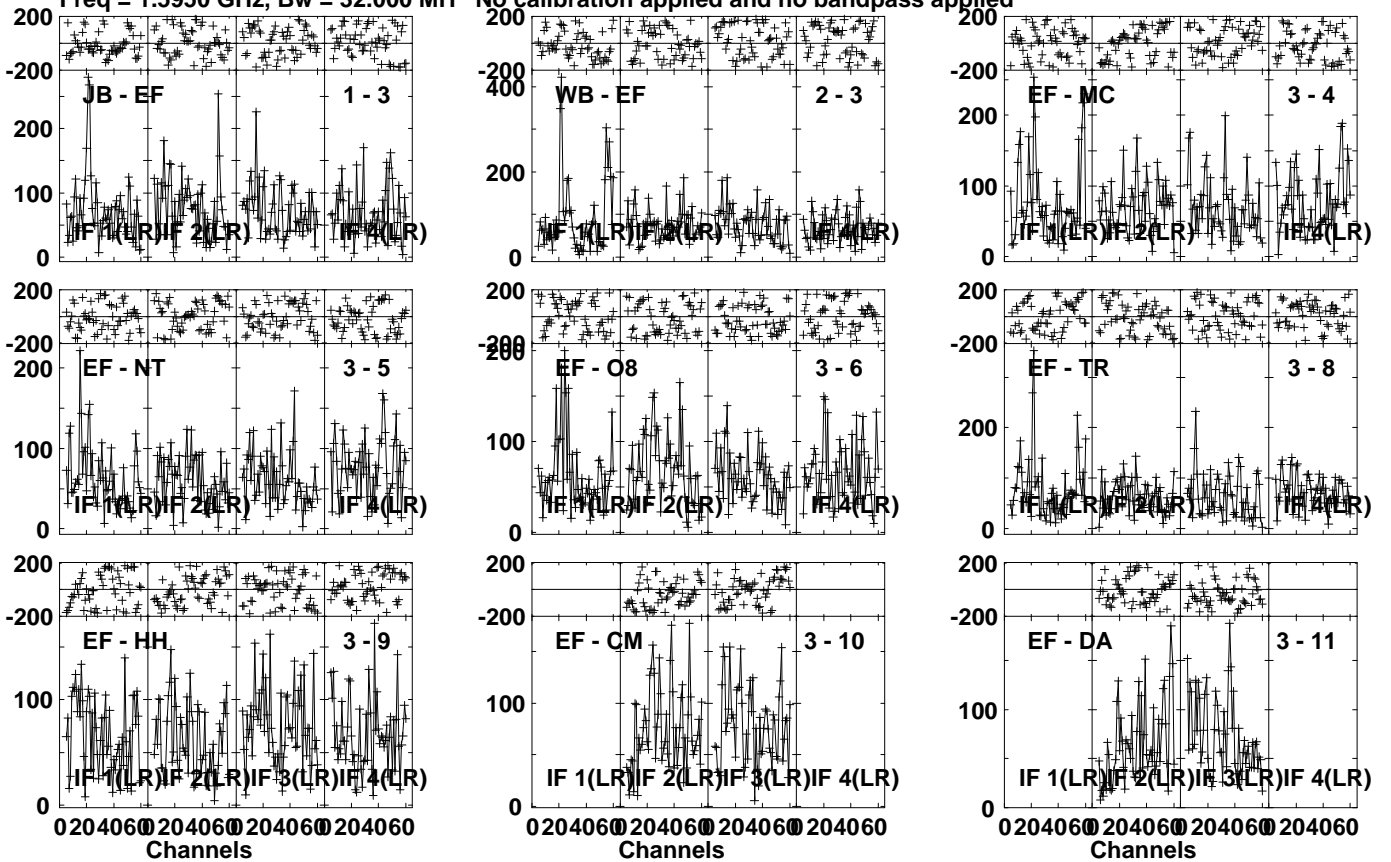 Freq = 1.5950 GHz, Bw = 32.000 MH No calibration applied and no bandpass applied
200 200 200
-200 -200 -200
JB - EF 1 - 3
200
100
0
IF 1(LR) IF 2(LR) IF 4(LR)
WB - EF 2 - 3
400
200
0
IF 1(LR) IF 2(LR) IF 4(LR)
EF - MC 3 - 4
200
100
0
IF 1(LR) IF 2(LR) IF 4(LR)
200 200 200
-200 -200 -200
EF - NT 3 - 5
200
100
0
IF 1(LR) IF 2(LR) IF 4(LR)
EF - O8 3 - 6
200
100
0
IF 1(LR) IF 2(LR) IF 4(LR)
EF - TR 3 - 8
200
0
IF 1(LR) IF 2(LR) IF 4(LR)
200 200 200
-200 -200 -200
EF - HH 3 - 9
100
0
IF 1(LR) IF 2(LR) IF 3(LR) IF 4(LR)
EF - CM 3 - 10
100
0
IF 1(LR) IF 2(LR) IF 3(LR) IF 4(LR)
EF - DA 3 - 11
100
0
IF 1(LR) IF 2(LR) IF 3(LR) IF 4(LR)
0 20 40 60 0 20 40 60 0 20 40 60 0 20 40 60
0 20 40 60 0 20 40 60 0 20 40 60 0 20 40 60
0 20 40 60 0 20 40 60 0 20 40 60 0 20 40 60
Channels Channels Channels